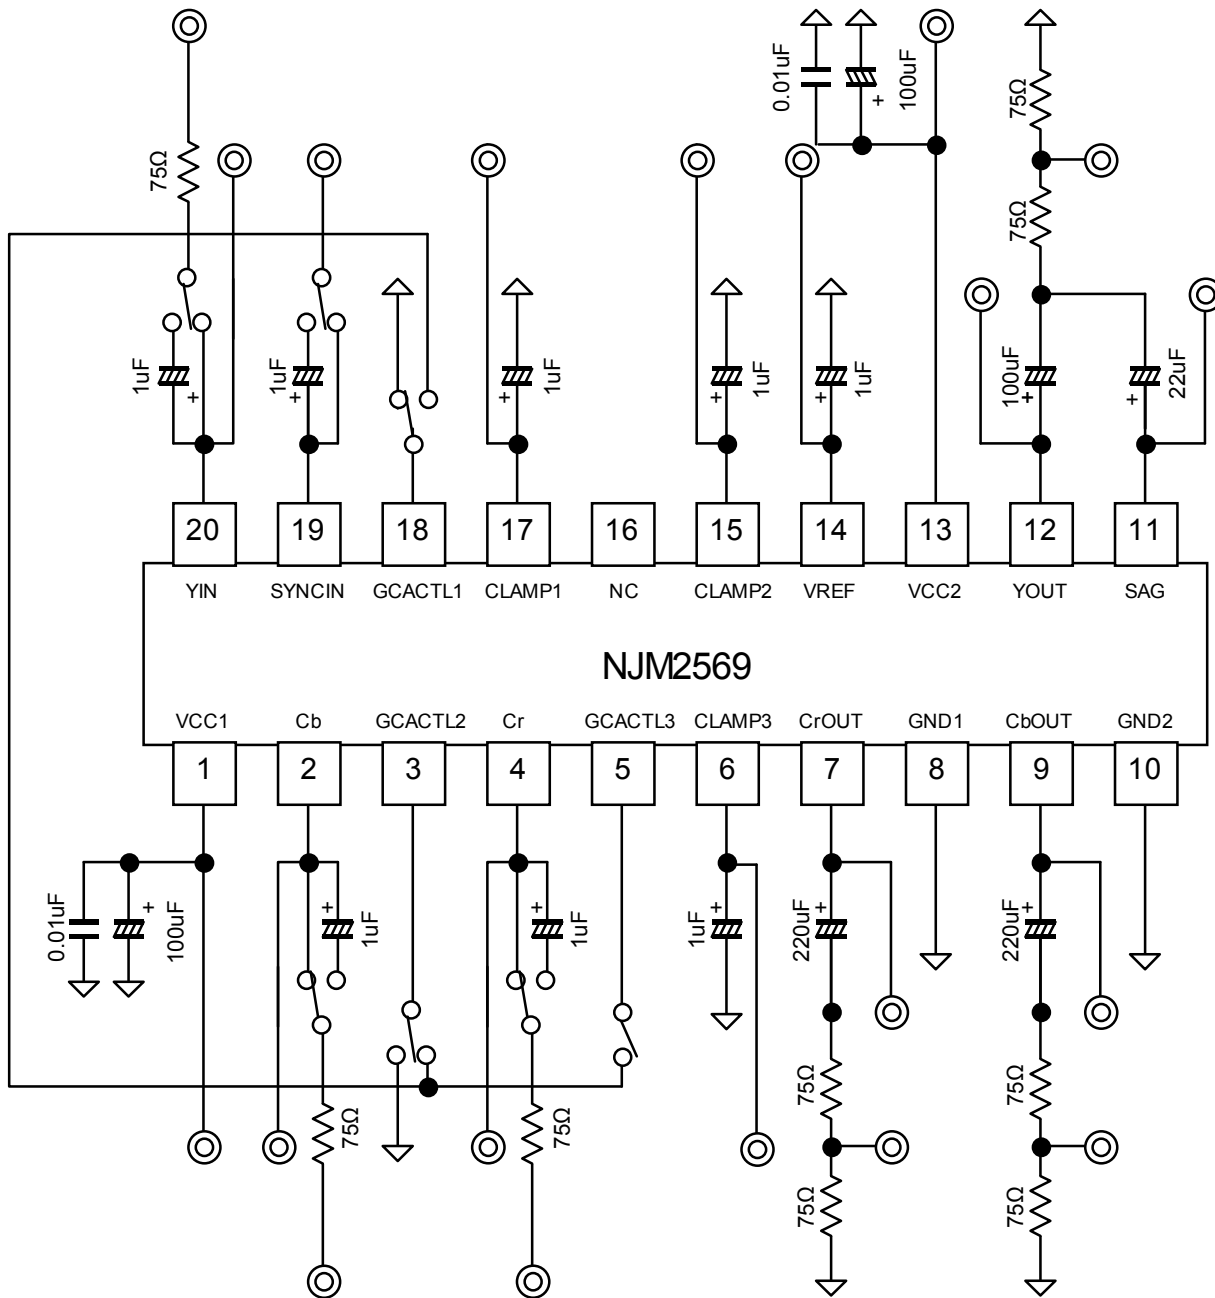 0.01uF
+
100uF
75Ω
75Ω
75Ω
1uF
+
1uF
+
+
1uF
+
1uF
+
1uF
100uF
+
+
22uF
20
19
18
17
16
15
14
13
12
11
YIN
SYNCIN
GCACTL1
CLAMP1
NC
CLAMP2
VREF
VCC2
YOUT
SAG
NJM2569
VCC1
Cb
GCACTL2
Cr
GCACTL3
CLAMP3
CrOUT
GND1
CbOUT
GND2
1
2
3
4
5
6
7
8
9
10
0.01uF
+
100uF
+
1uF
+
1uF
1uF
+
220uF
+
220uF
+
75Ω
75Ω
75Ω
75Ω
75Ω
75Ω